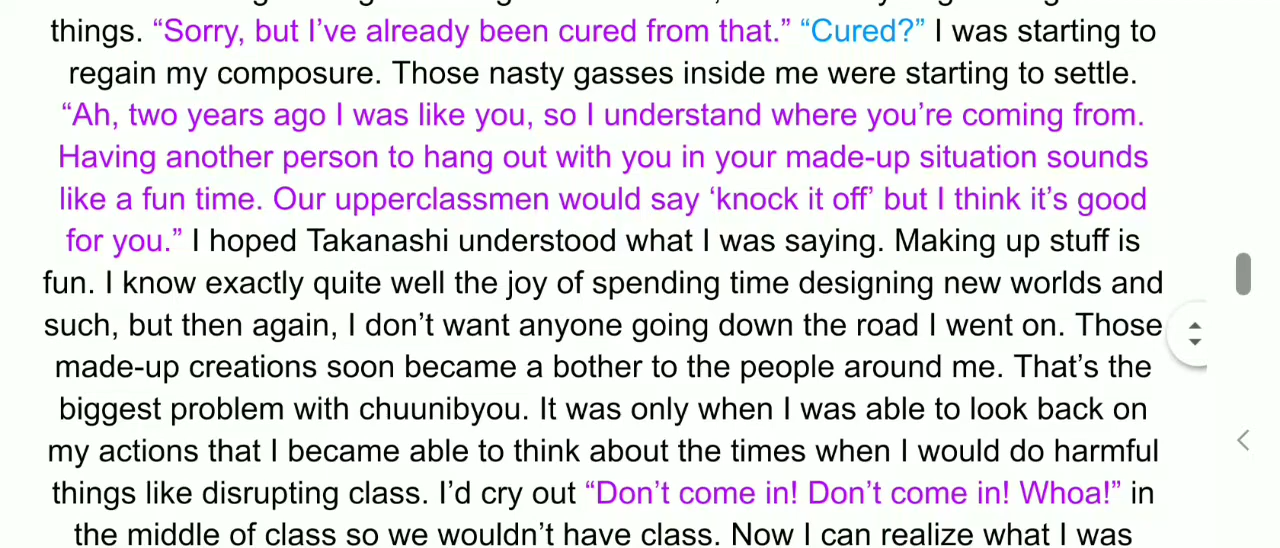 things. “Sorry, but I’ve already been cured from that.” “Cured?” I was starting to
regain my composure. Those nasty gasses inside me were starting to settle.
“Ah, two years ago I was like you, so I understand where you’re coming from.
Having another person to hang out with you in your made-up situation sounds
like a fun time. Our upperclassmen would say ‘knock it off’ but I think it’s good
for you.” I hoped Takanashi understood what I was saying. Making up stuff is
fun. I know exactly quite well the joy of spending time designing new worlds and
such, but then again, I don’t want anyone going down the road I went on. Those
made-up creations soon became a bother to the people around me. That’s the
biggest problem with chuunibyou. It was only when I was able to look back on
my actions that I became able to think about the times when I would do harmful
things like disrupting class. I’d cry out “Don’t come in! Don’t come in! Whoa!” in
the middle of class so we wouldn’t have class. Now I can realize what I was